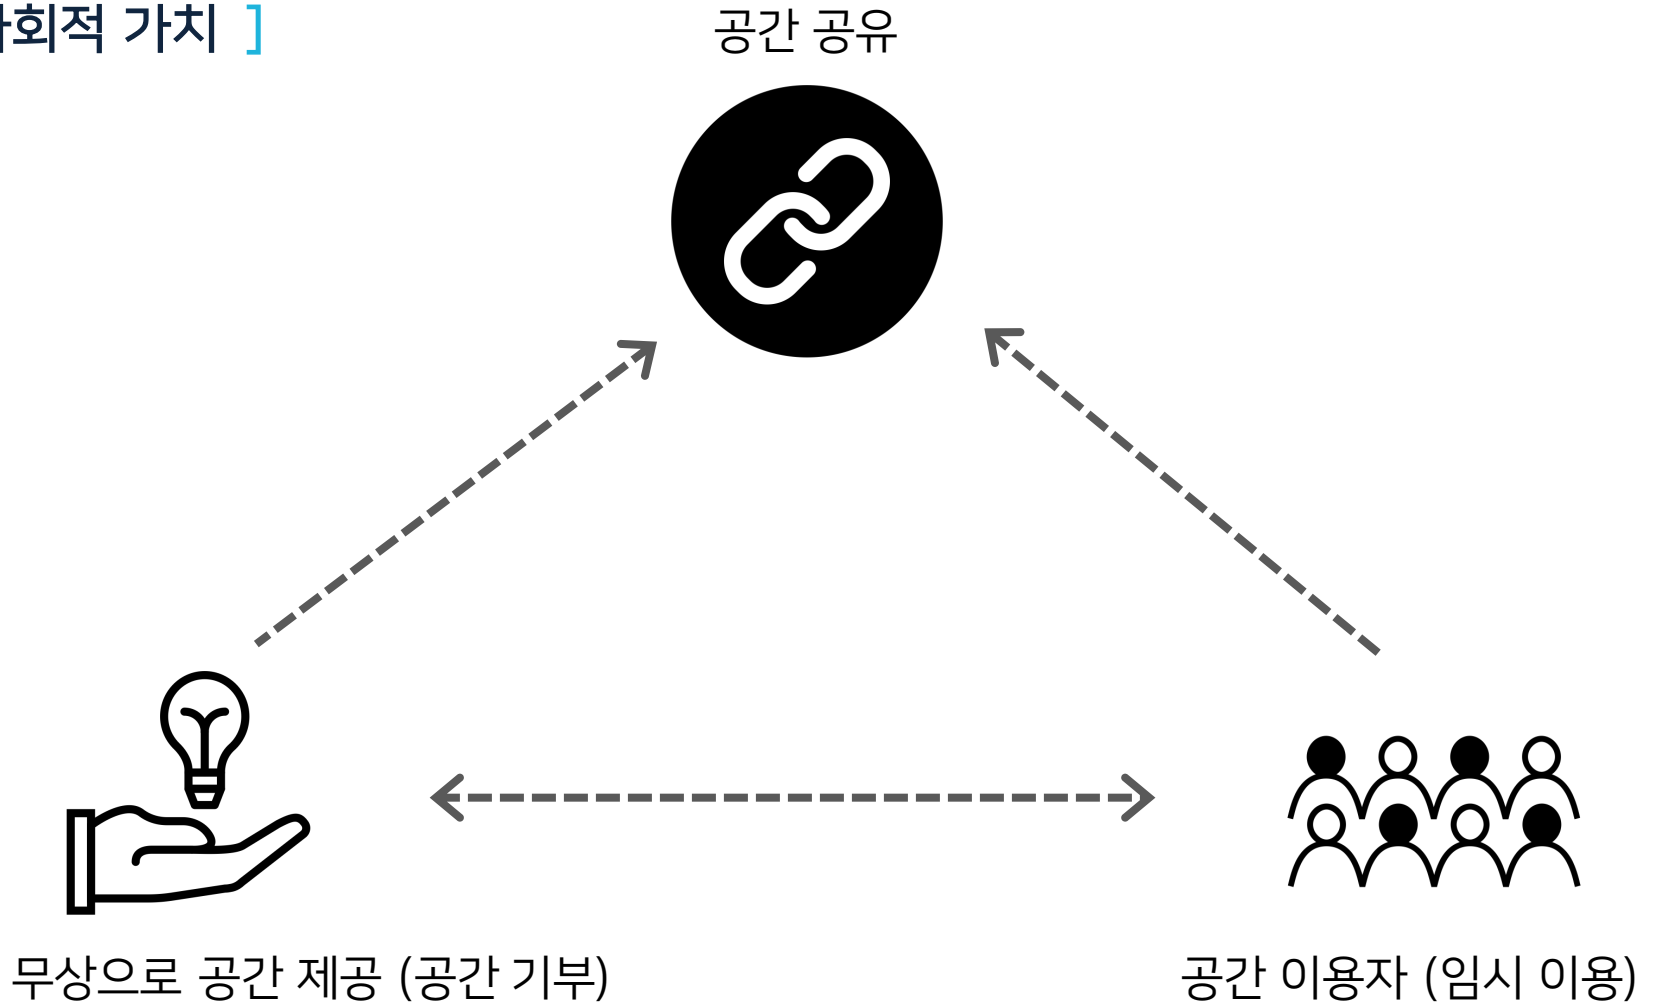 회적 가치 ]
공간 공유
무상으로 공간 제공 (공간 기부)
공간 이용자 (임시 이용)